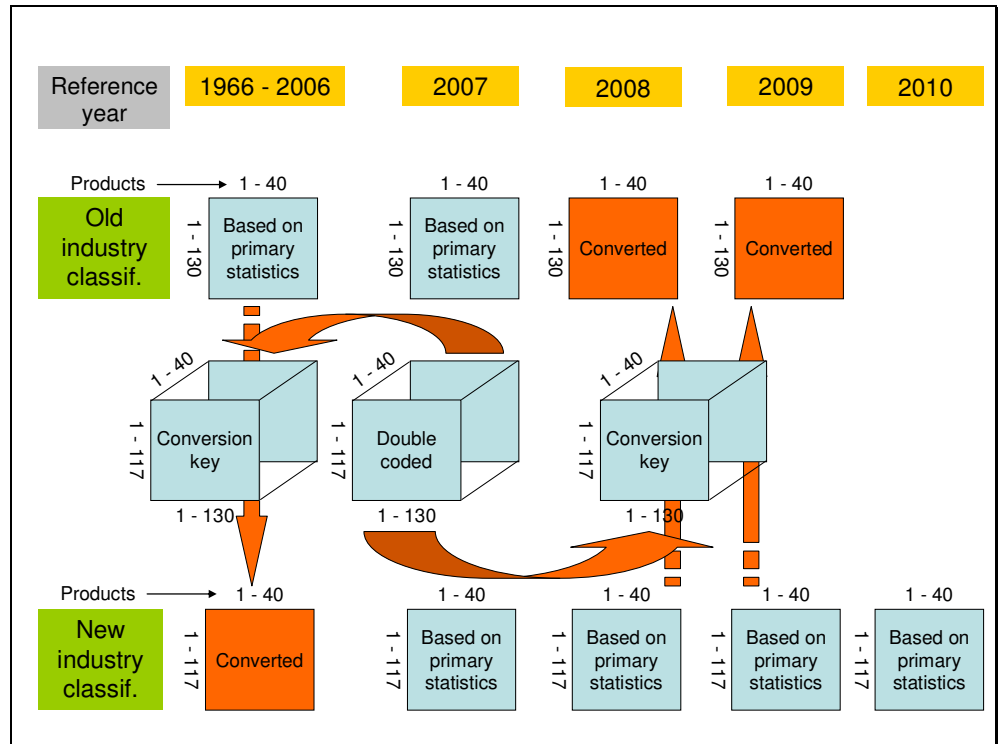 Reference
year
1966 - 2006
2007
2008
2009
2010
Products
1 - 40
1 - 40
1 - 40
1 - 40
Old
industry
classif.
1 - 130
Based on
primary
statistics
1 - 130
Based on
primary
statistics
1 - 130
Converted
1 - 130
Converted
1 - 40
1 - 117
Conversion
key
1 - 130
1 - 40
1 - 117
Double
coded
1 - 130
1 - 40
1 - 117
Conversion
key
1 - 130
Products
1 - 40
1 - 40
1 - 40
1 - 40
1 - 40
New
industry
classif.
1 - 117
Converted
1 - 117
Based on
primary
statistics
1 - 117
Based on
primary
statistics
1 - 117
Based on
primary
statistics
1 - 117
Based on
primary
statistics